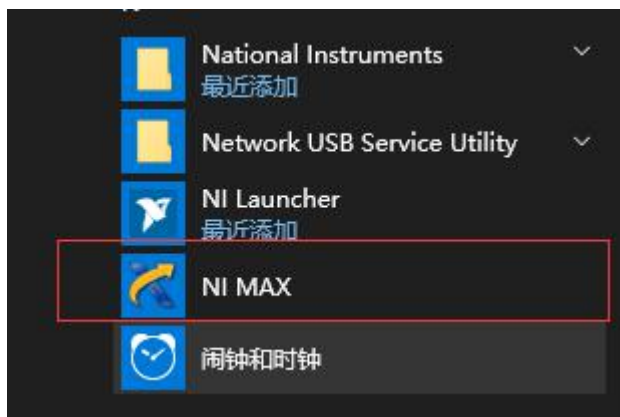 National Instruments
最近添加
Network USB Service Utility
NI Launcher
最近添加
NI MAX
闹钟和时钟